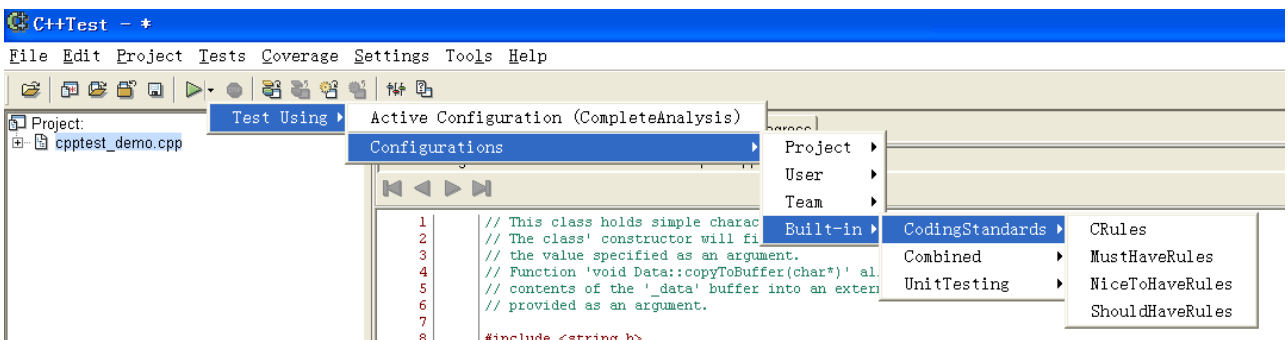 C++Test - *
File Edit Project Tests Coverage Settings Tools Help
Project:
cpptest_demo.cpp
Test Using
Active Configuration (CompleteAnalysis)
Configurations
Project
User
Team
Built-in
CodingStandards
Combined
UnitTesting
CRules
MustHaveRules
NiceToHaveRules
ShouldHaveRules
1 // This class holds simple charac
2 // The class' constructor will fi
3 // the value specified as an argument.
4 // Function 'void Data::copyToBuffer(char*)' al
5 // contents of the '_data' buffer into an extern
6 // provided as an argument.
7
8 #include <string.h>